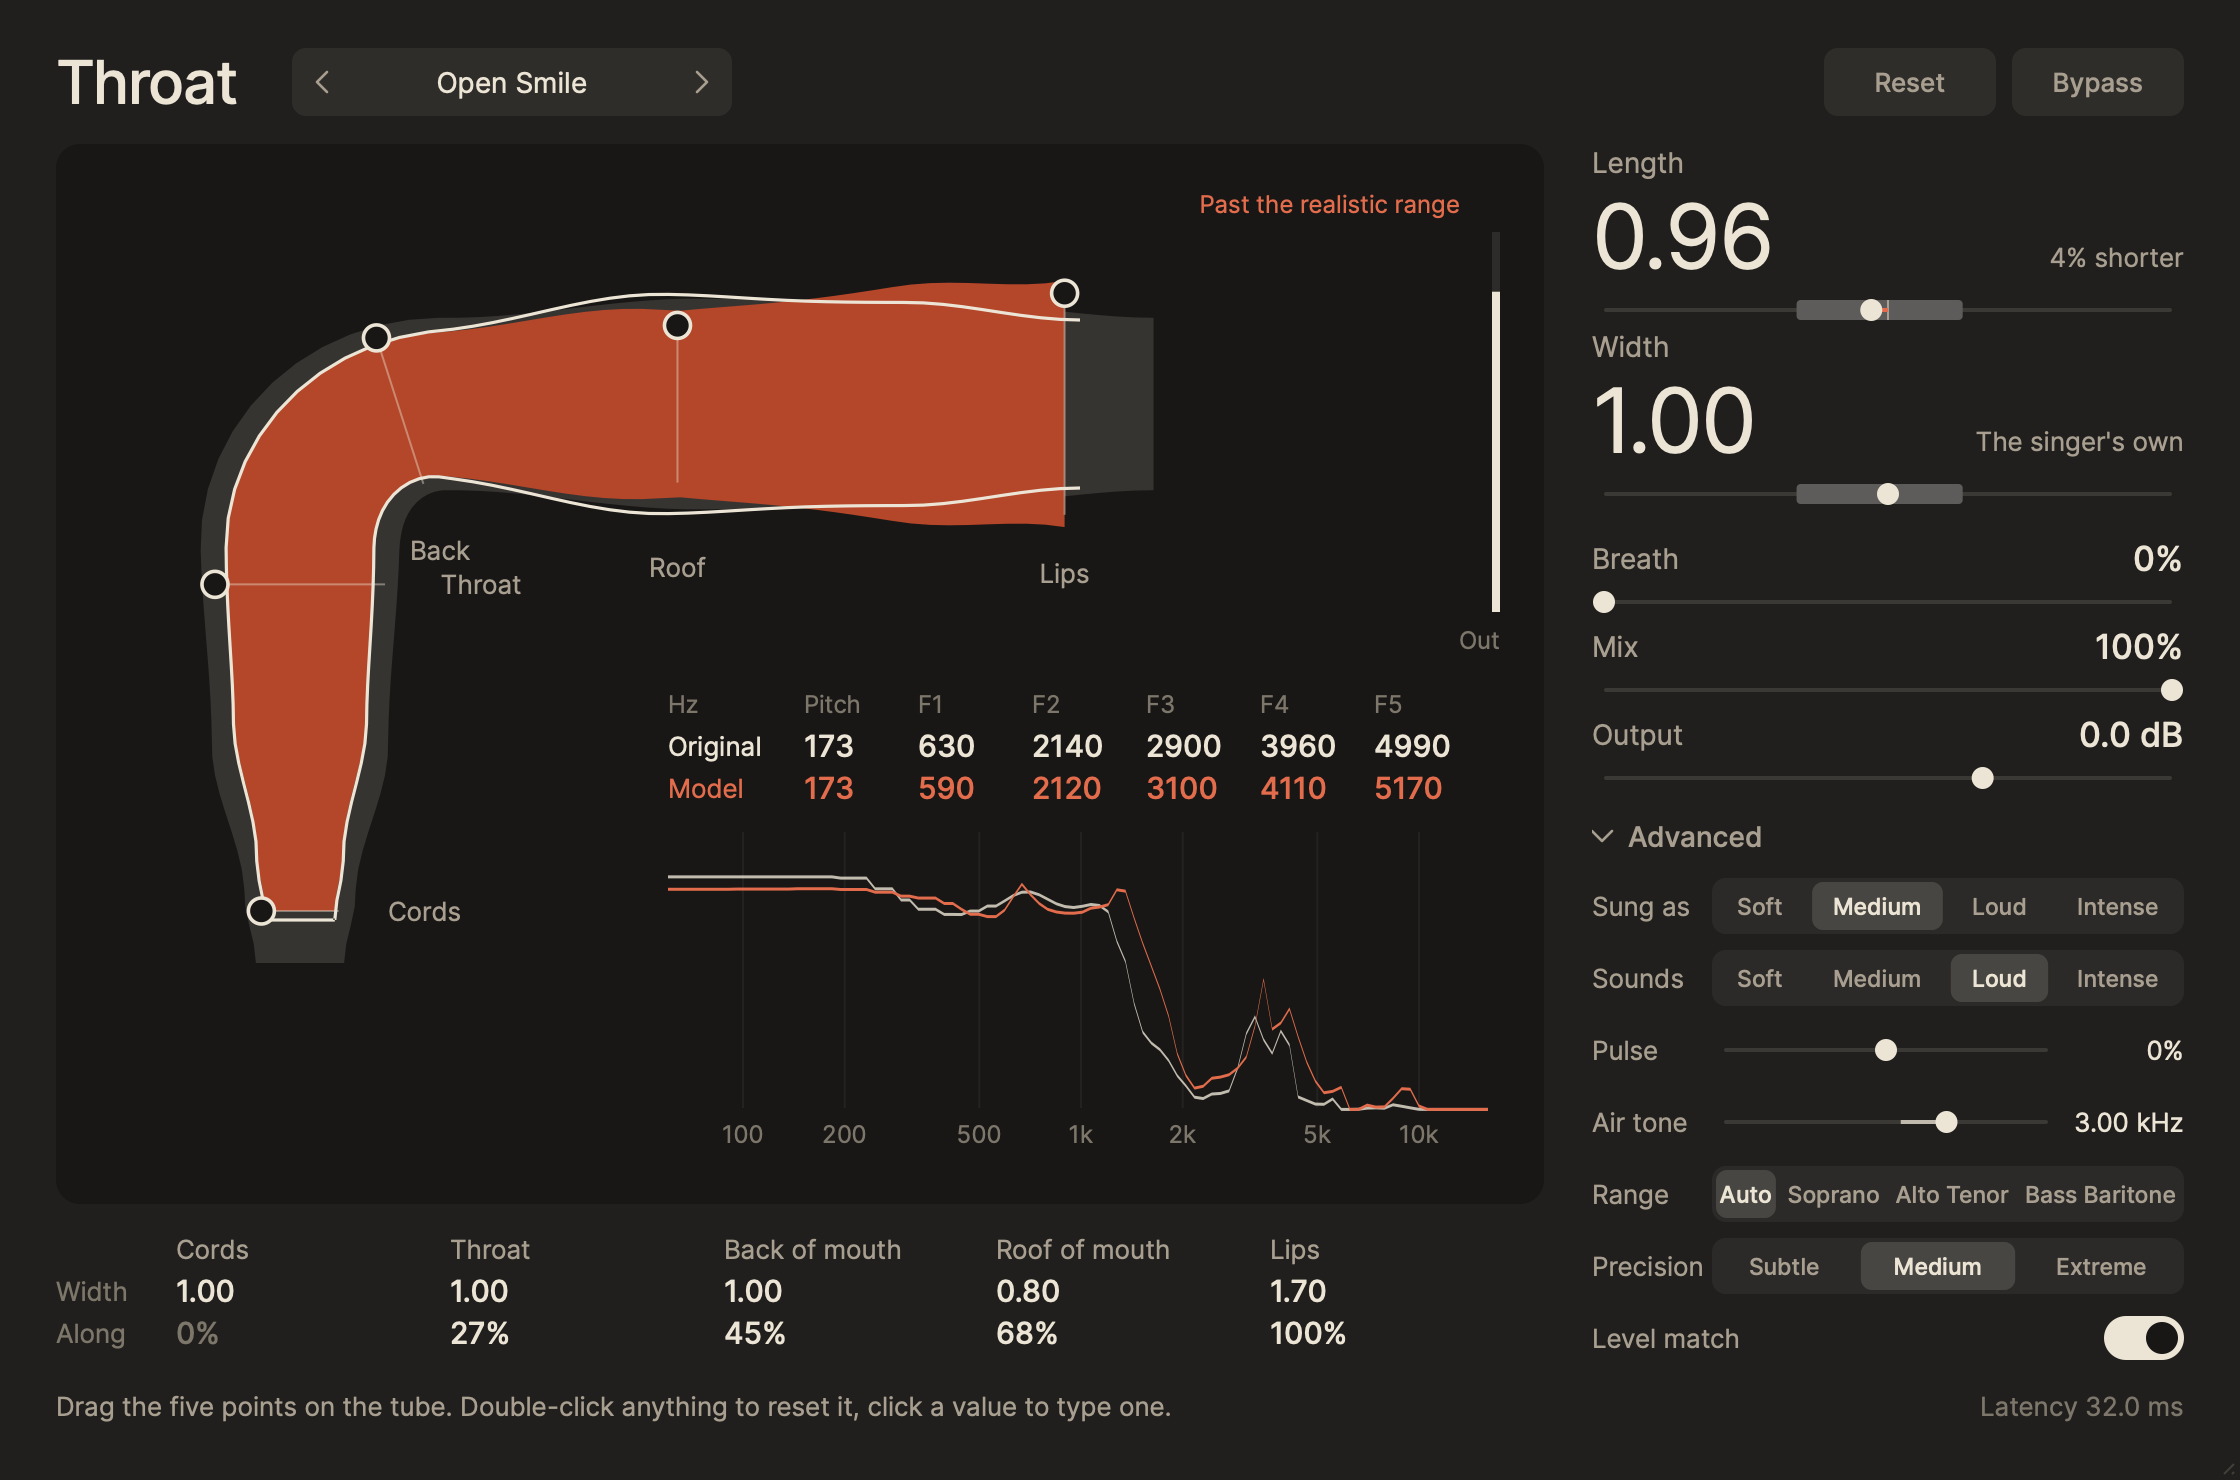 Throat
Open Smile
Reset
Bypass
Past the realistic range
Back
Throat
Roof
Lips
Cords
Out
Hz Pitch F1 F2 F3 F4 F5
Original 173 630 2140 2900 3960 4990
Model 173 590 2120 3100 4110 5170
100 200 500 1k 2k 5k 10k
Cords Throat Back of mouth Roof of mouth Lips
Width 1.00 1.00 1.00 0.80 1.70
Along 0% 27% 45% 68% 100%
Drag the five points on the tube. Double-click anything to reset it, click a value to type one.
Length
0.96
4% shorter
Width
1.00
The singer's own
Breath 0%
Mix 100%
Output 0.0 dB
Advanced
Sung as Soft Medium Loud Intense
Sounds Soft Medium Loud Intense
Pulse 0%
Air tone 3.00 kHz
Range Auto Soprano Alto Tenor Bass Baritone
Precision Subtle Medium Extreme
Level match
Latency 32.0 ms